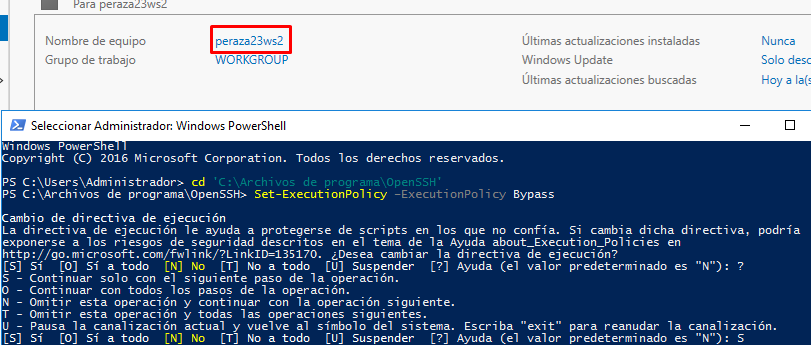 Para peraza23ws2
Nombre de equipo peraza23ws2 Últimas actualizaciones instaladas Nunca
Grupo de trabajo WORKGROUP Windows Update Solo desc
Últimas actualizaciones buscadas Hoy a la(s
Seleccionar Administrador: Windows PowerShell
Windows PowerShell
Copyright (C) 2016 Microsoft Corporation. Todos los derechos reservados.
PS C:\Users\Administrador> cd 'C:\Archivos de programa\OpenSSH'
PS C:\Archivos de programa\OpenSSH> Set-ExecutionPolicy -ExecutionPolicy Bypass
Cambio de directiva de ejecución
La directiva de ejecución le ayuda a protegerse de scripts en los que no confía. Si cambia dicha directiva, podría
exponerse a los riesgos de seguridad descritos en el tema de la Ayuda about_Execution_Policies en
http://go.microsoft.com/fwlink/?LinkID=135170. ¿Desea cambiar la directiva de ejecución?
[S] Sí  [O] Sí a todo  [N] No  [T] No a todo  [U] Suspender  [?] Ayuda (el valor predeterminado es "N"): ?
S - Continuar solo con el siguiente paso de la operación.
O - Continuar con todos los pasos de la operación.
N - Omitir esta operación y continuar con la operación siguiente.
T - Omitir esta operación y todas las operaciones siguientes.
U - Pausa la canalización actual y vuelve al símbolo del sistema. Escriba "exit" para reanudar la canalización.
[S] Sí  [O] Sí a todo  [N] No  [T] No a todo  [U] Suspender  [?] Ayuda (el valor predeterminado es "N"): S